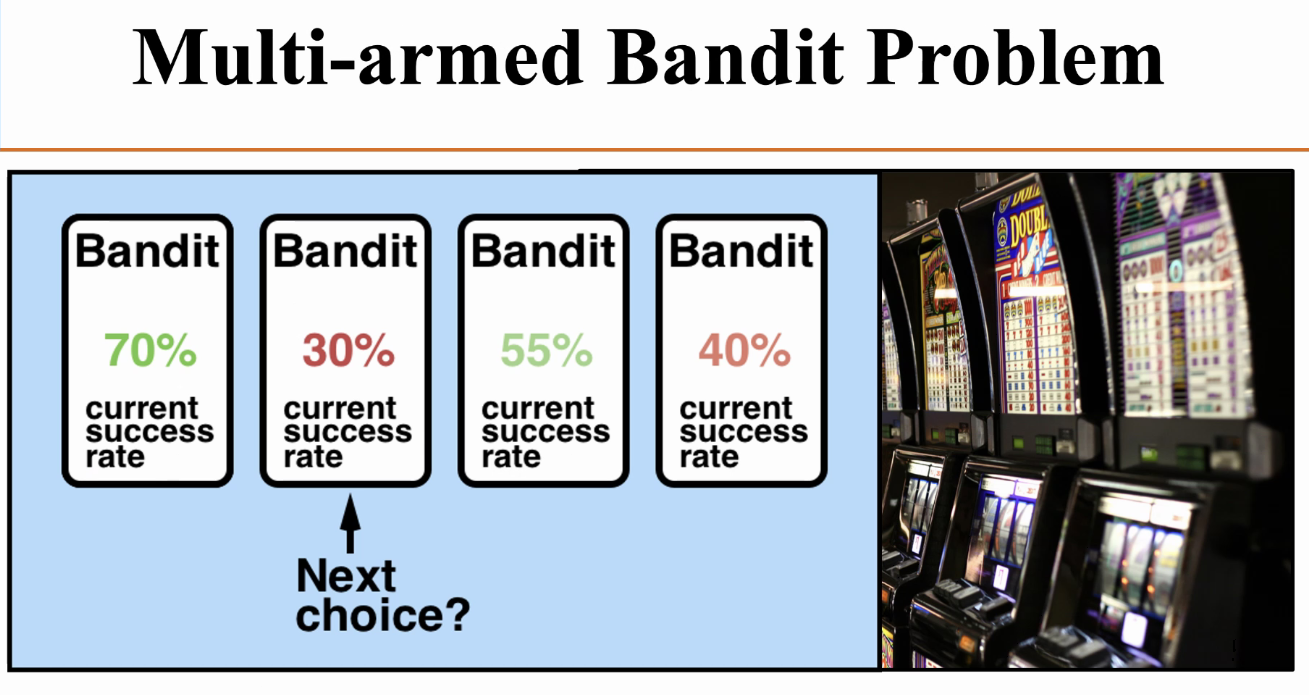 Multi-armed Bandit Problem
Bandit
70%
current
success
rate
Bandit
30%
current
success
rate
Bandit
55%
current
success
rate
Bandit
40%
current
success
rate
Next
choice?
DOUBL